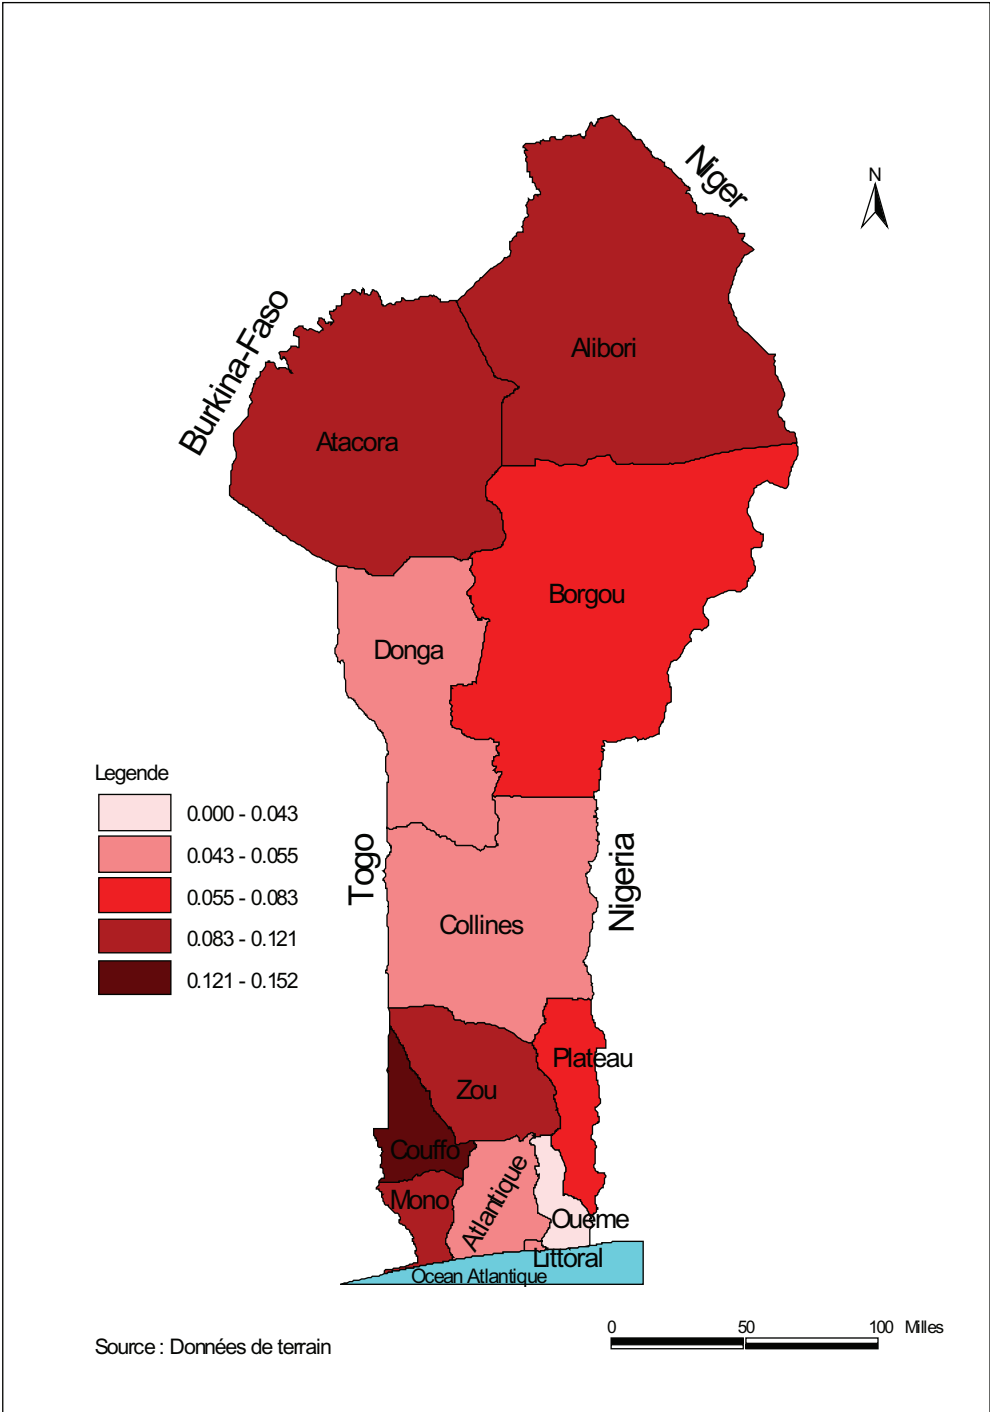 Niger
N
Burkina-Faso
Alibori
Atacora
Borgou
Donga
Legende
0.000 - 0.043
0.043 - 0.055
0.055 - 0.083
0.083 - 0.121
0.121 - 0.152
Togo
Nigeria
Collines
Plateau
Zou
Couffo
Mono
Atlantique
Oueme
Littoral
Ocean Atlantique
0 50 100 Milles
Source : Données de terrain